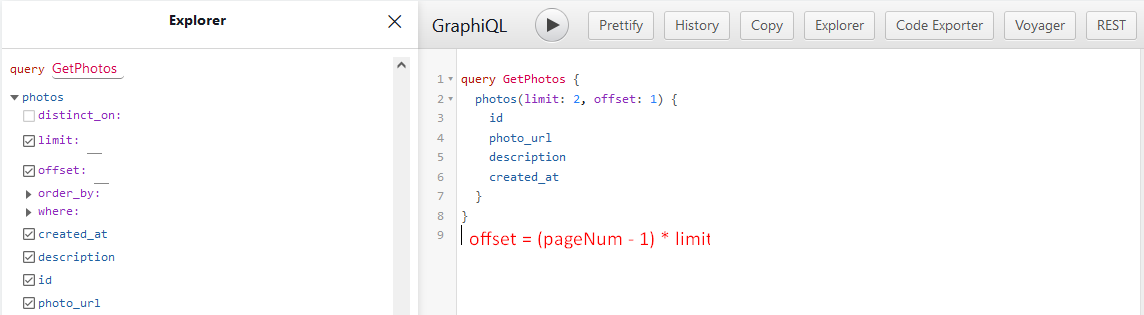 Explorer
query GetPhotos
photos
distinct_on:
limit:
offset:
order_by:
where:
created_at
description
id
photo_url
GraphiQL
Prettify
History
Copy
Explorer
Code Exporter
Voyager
REST
1 query GetPhotos {
2 photos(limit: 2, offset: 1) {
3 id
4 photo_url
5 description
6 created_at
7 }
8 }
9 offset = (pageNum - 1) * limit